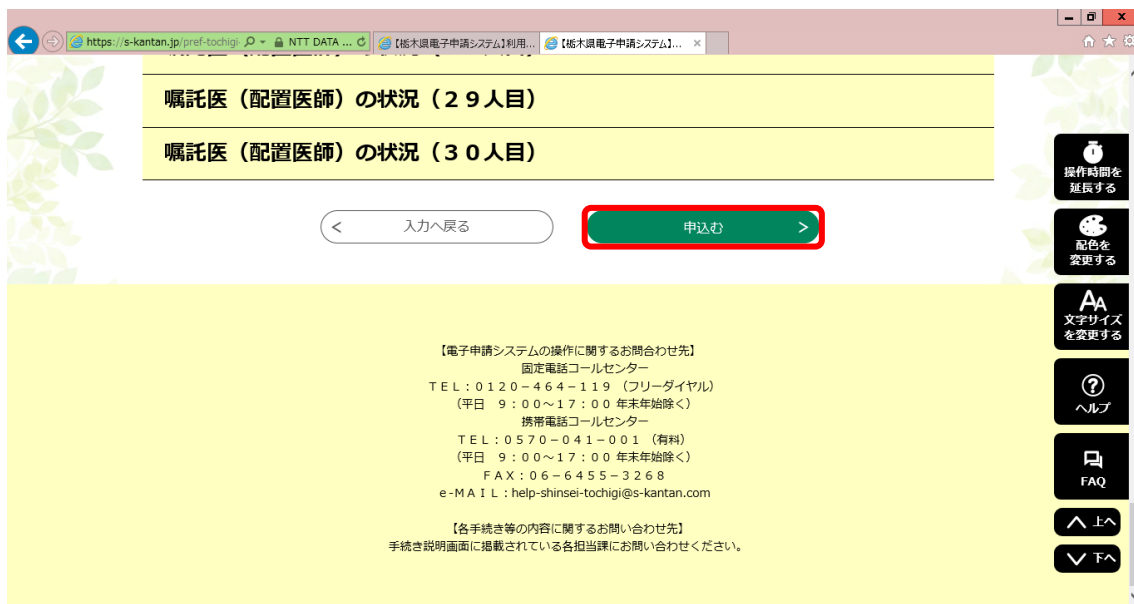 https://s-kantan.jp/pref-tochigi- NTT DATA ...
【栃木県電子申請システム】利用...
【栃木県電子申請システム】...
嘱託医（配置医師）の状況（２９人目）
嘱託医（配置医師）の状況（３０人目）
< 入力へ戻る
申込む >
操作時間を
延長する
配色を
変更する
AA
文字サイズ
を変更する
?
ヘルプ
FAQ
上へ
下へ
【電子申請システムの操作に関するお問合わせ先】
固定電話コールセンター
ＴＥＬ：０１２０－４６４－１１９ （フリーダイヤル）
（平日　９：００～１７：００ 年末年始除く）
携帯電話コールセンター
ＴＥＬ：０５７０－０４１－００１ （有料）
（平日　９：００～１７：００ 年末年始除く）
ＦＡＸ：０６－６４５５－３２６８
e-ＭＡＩＬ：help-shinsei-tochigi@s-kantan.com
【各手続き等の内容に関するお問い合わせ先】
手続き説明画面に掲載されている各担当課にお問い合わせください。